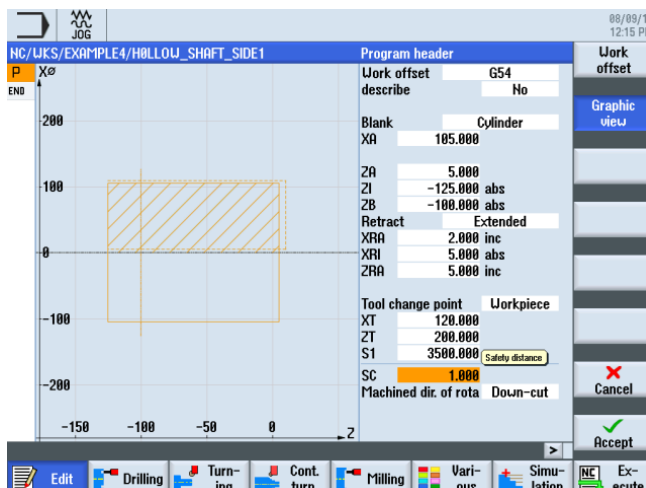 08/09/1
12:15 P
JOG
NC/WKS/EXAMPLE4/HØLLOW_SHAFT_SIDE1
Program header
Work offset
P
END
XØ
Work offset G54
describe No
Graphic view
Blank Cylinder
XA 105.000
ZA 5.000
ZI -125.000 abs
ZB -100.000 abs
Retract Extended
XRA 2.000 inc
XRI 5.000 abs
ZRA 5.000 inc
Tool change point Workpiece
XT 120.000
ZT 200.000
S1 3500.000
Safety distance
SC 1.000
Machined dir. of rota Down-cut
200
100
0
-100
-200
-150 -100 -50 0 Z
Cancel
Accept
>
Edit
Drilling
Turn-ing
Cont. turn
Milling
Vari-ous
Simu-lation
NC Ex-ecute